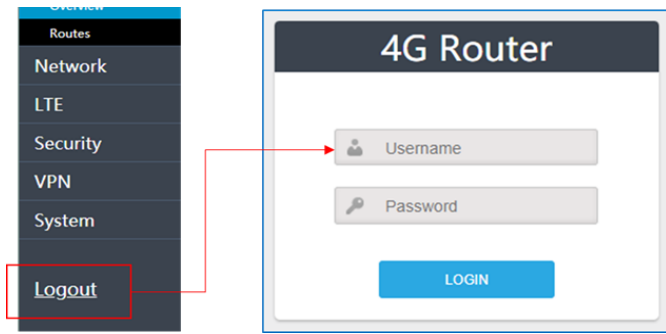 Overview
Routes
Network
LTE
Security
VPN
System
Logout
4G Router
Username
Password
LOGIN